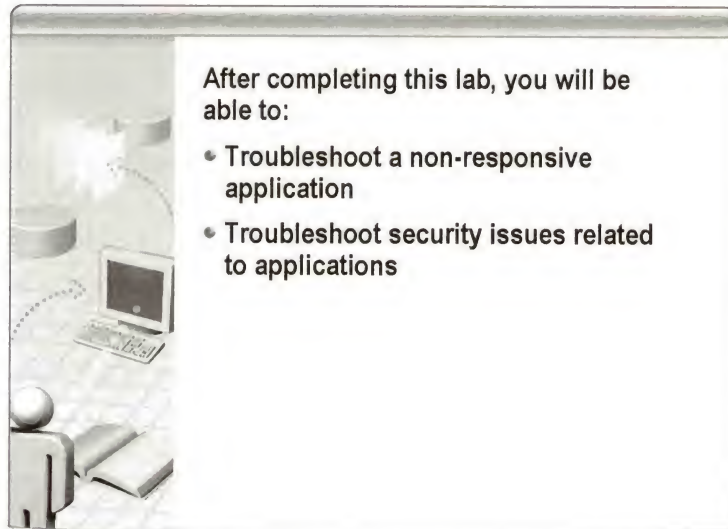 After completing this lab, you will be
able to:
• Troubleshoot a non-responsive
application
• Troubleshoot security issues related
to applications